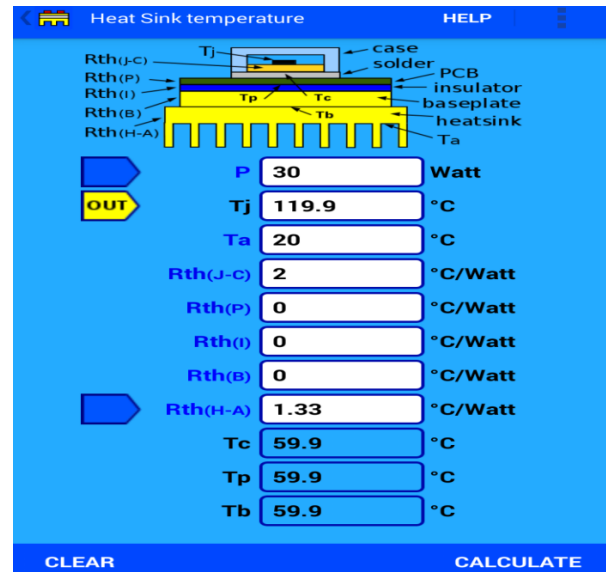 Heat Sink temperature HELP
Tj case
Rth(J-C) solder
Rth(P) PCB
Rth(I) Tp Tc insulator
baseplate
Rth(B) Tb heatsink
Rth(H-A) Ta
P 30 Watt
OUT Tj 119.9 °C
Ta 20 °C
Rth(J-C) 2 °C/Watt
Rth(P) 0 °C/Watt
Rth(I) 0 °C/Watt
Rth(B) 0 °C/Watt
Rth(H-A) 1.33 °C/Watt
Tc 59.9 °C
Tp 59.9 °C
Tb 59.9 °C
CLEAR CALCULATE